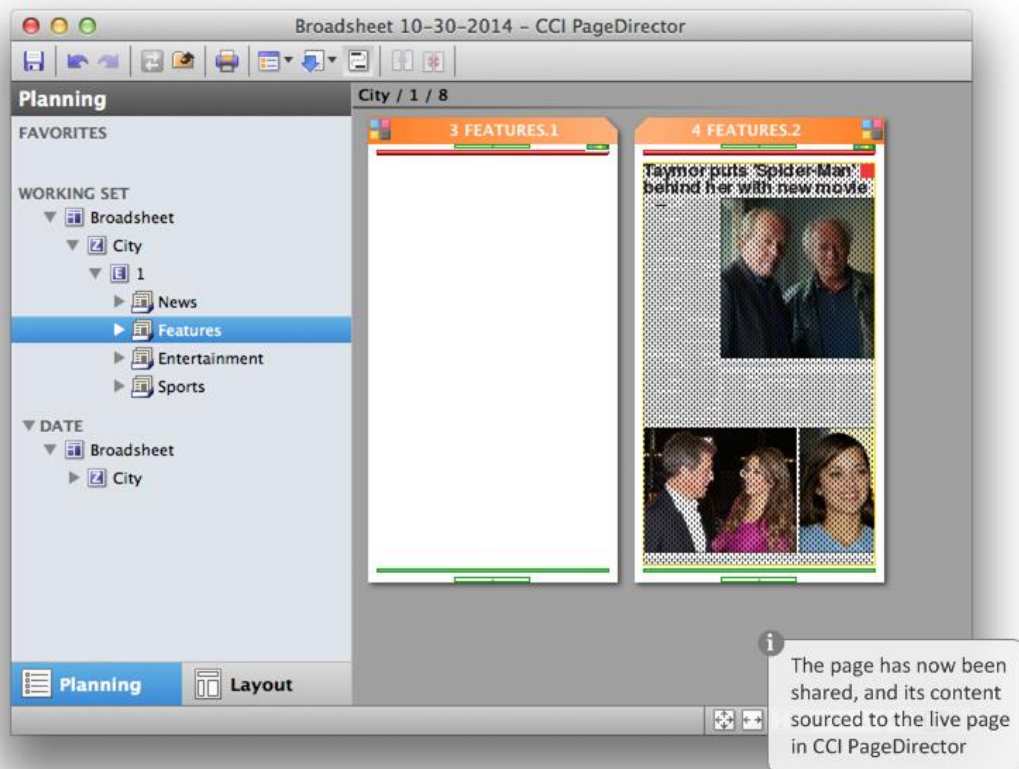 Broadsheet 10-30-2014 – CCI PageDirector
Planning
City / 1 / 8
FAVORITES
WORKING SET
Broadsheet
City
1
News
Features
Entertainment
Sports
DATE
Broadsheet
City
3 FEATURES.1
4 FEATURES.2
Taymor puts 'Spider-Man'
behind her with new movie
Planning
Layout
The page has now been
shared, and its content
sourced to the live page
in CCI PageDirector